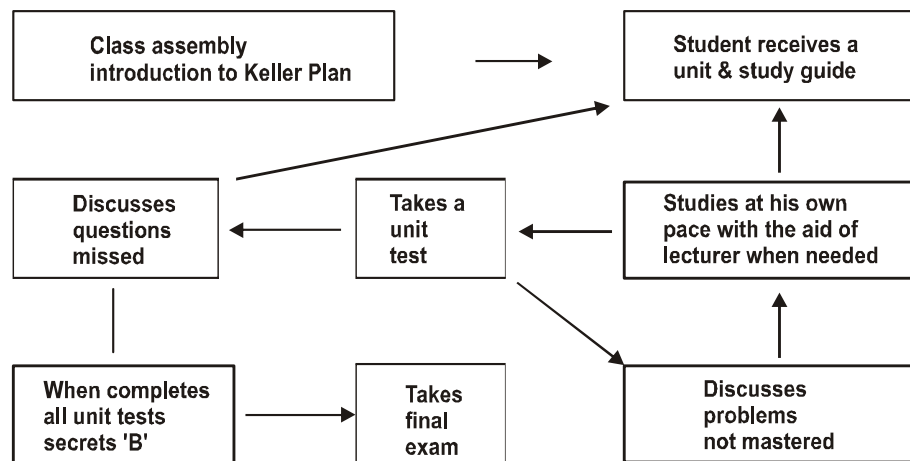 Class assembly
introduction to Keller Plan
Student receives a
unit & study guide
Discusses
questions
missed
Takes a
unit
test
Studies at his own
pace with the aid of
lecturer when needed
When completes
all unit tests
secrets 'B'
Takes
final
exam
Discusses
problems
not mastered